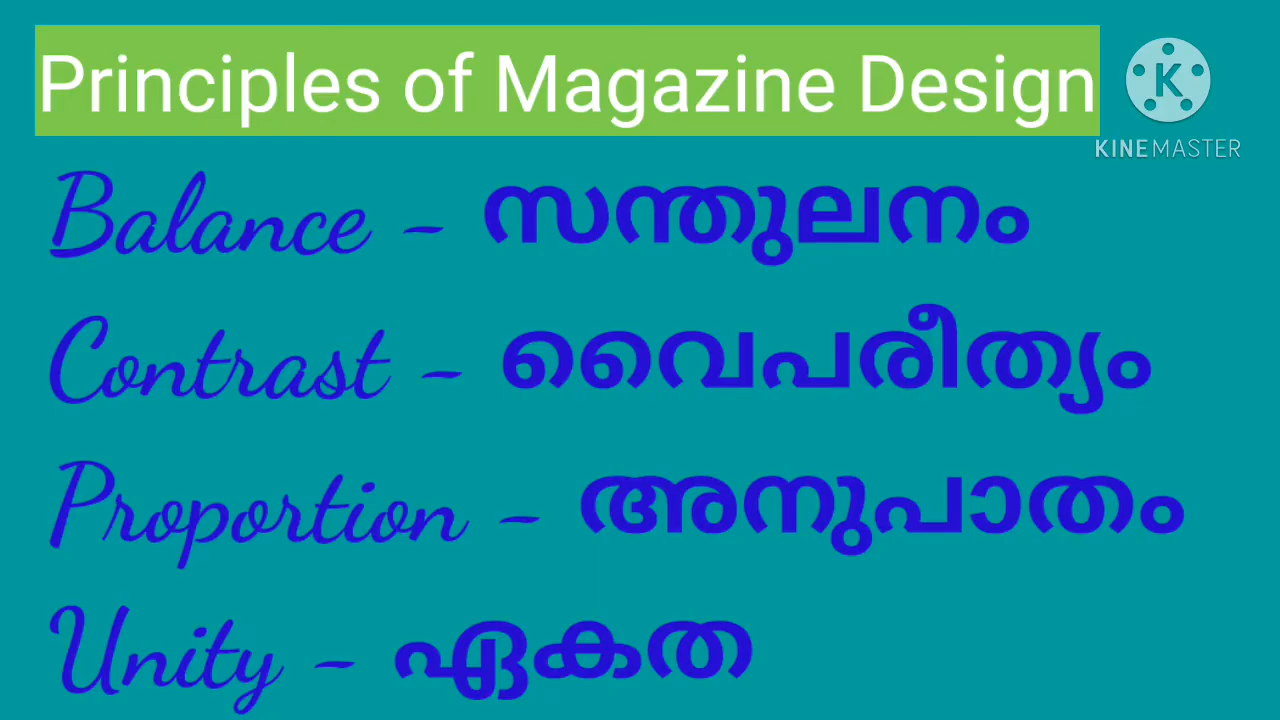 Principles of Magazine Design
K
KINEMASTER
Balance - സന്തുലനം
Contrast - വൈപരീത്യം
Proportion - അനുപാതം
Unity - ഏകത